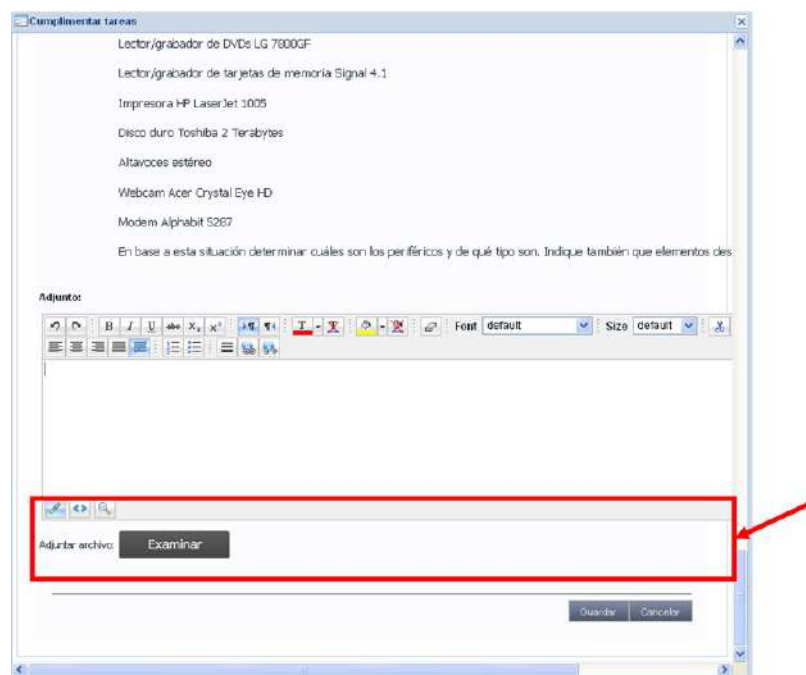 Cumplimentar tareas
Lector/grabador de DVDs LG 7800GF
Lector/grabador de tarjetas de memoria Signal 4.1
Impresora HP LaserJet 1005
Disco duro Toshiba 2 Terabytes
Altavoces estéreo
Webcam Acer Crystal Eye HD
Modem Alphabit 5287
En base a esta situación determinar cuáles son los periféricos y de qué tipo son. Indique también que elementos des
Adjunto:
B I U abc X₂ X² T T Font default Size default
Adjuntar archivo: Examinar
Guardar Cancelar